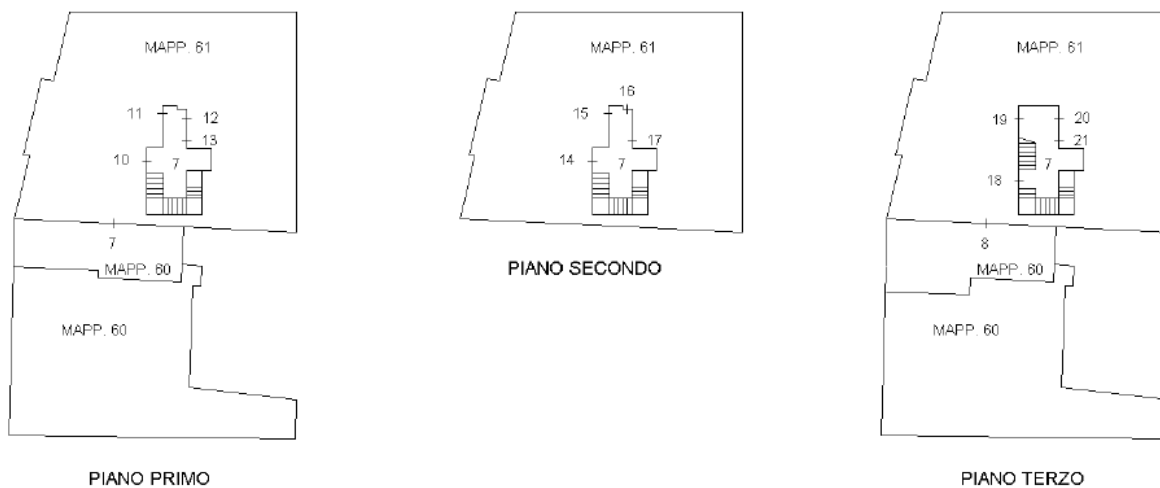 MAPP. 61
11
12
13
10
7
7
MAPP. 60
MAPP. 60
PIANO PRIMO
MAPP. 61
16
15
17
14
7
PIANO SECONDO
MAPP. 61
19
20
21
7
18
8
MAPP. 60
MAPP. 60
PIANO TERZO